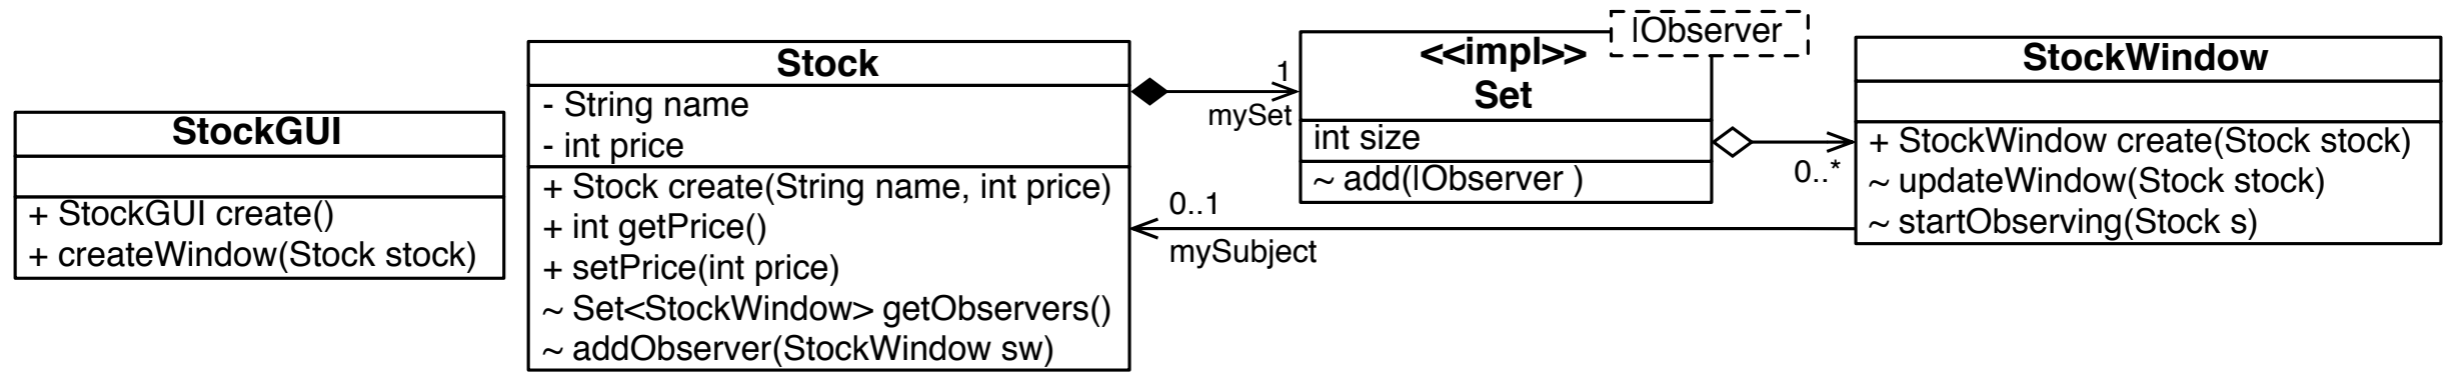 StockGUI
+ StockGUI create()
+ createWindow(Stock stock)
Stock
- String name
- int price
+ Stock create(String name, int price)
+ int getPrice()
+ setPrice(int price)
~ Set<StockWindow> getObservers()
~ addObserver(StockWindow sw)
1
mySet
IObserver
<<impl>>
Set
int size
~ add(IObserver )
0..*
0..1
mySubject
StockWindow
+ StockWindow create(Stock stock)
~ updateWindow(Stock stock)
~ startObserving(Stock s)